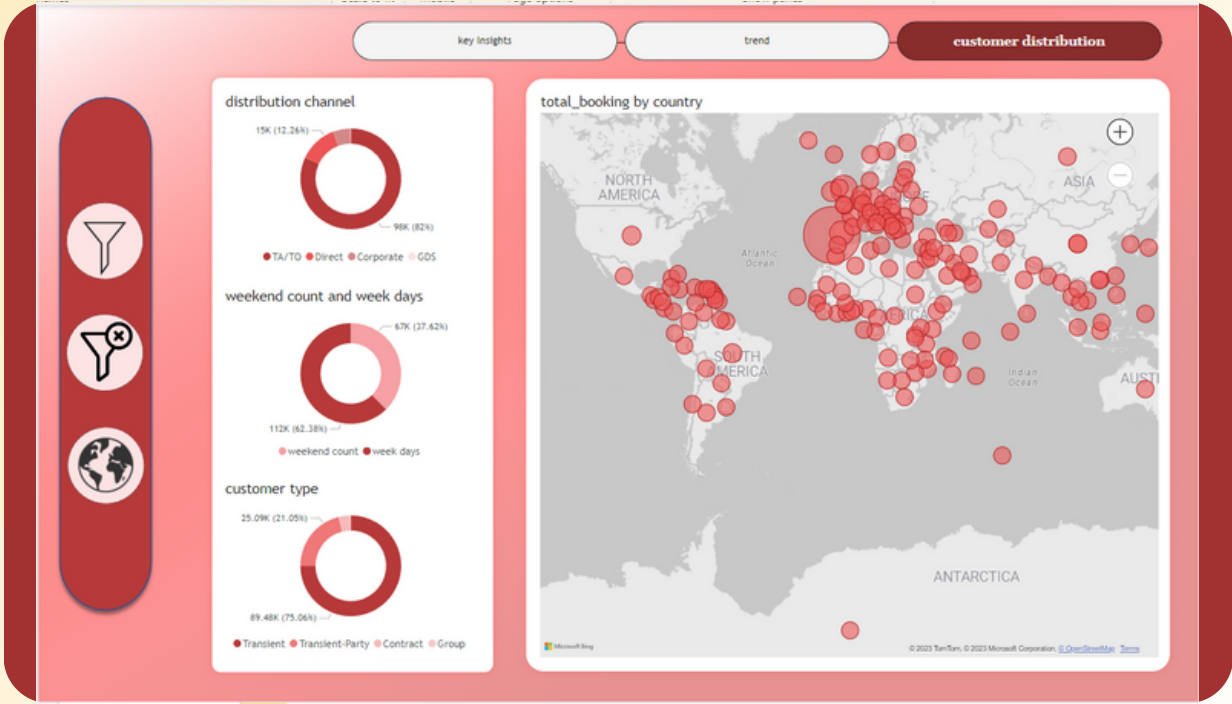 key insights
trend
customer distribution
distribution channel
15K (12.26%)
98K (82%)
TA/TO Direct Corporate GDS
weekend count and week days
67K (37.62%)
112K (62.38%)
weekend count week days
customer type
25.09K (21.05%)
89.48K (75.06%)
Transient Transient-Party Contract Group
total_booking by country
NORTH
AMERICA
ASIA
Atlantic
Ocean
SOUTH
AMERICA
Indian
Ocean
AUSTI
ANTARCTICA
Microsoft Bing
© 2023 TomTom, © 2023 Microsoft Corporation, © OpenStreetMap Terms